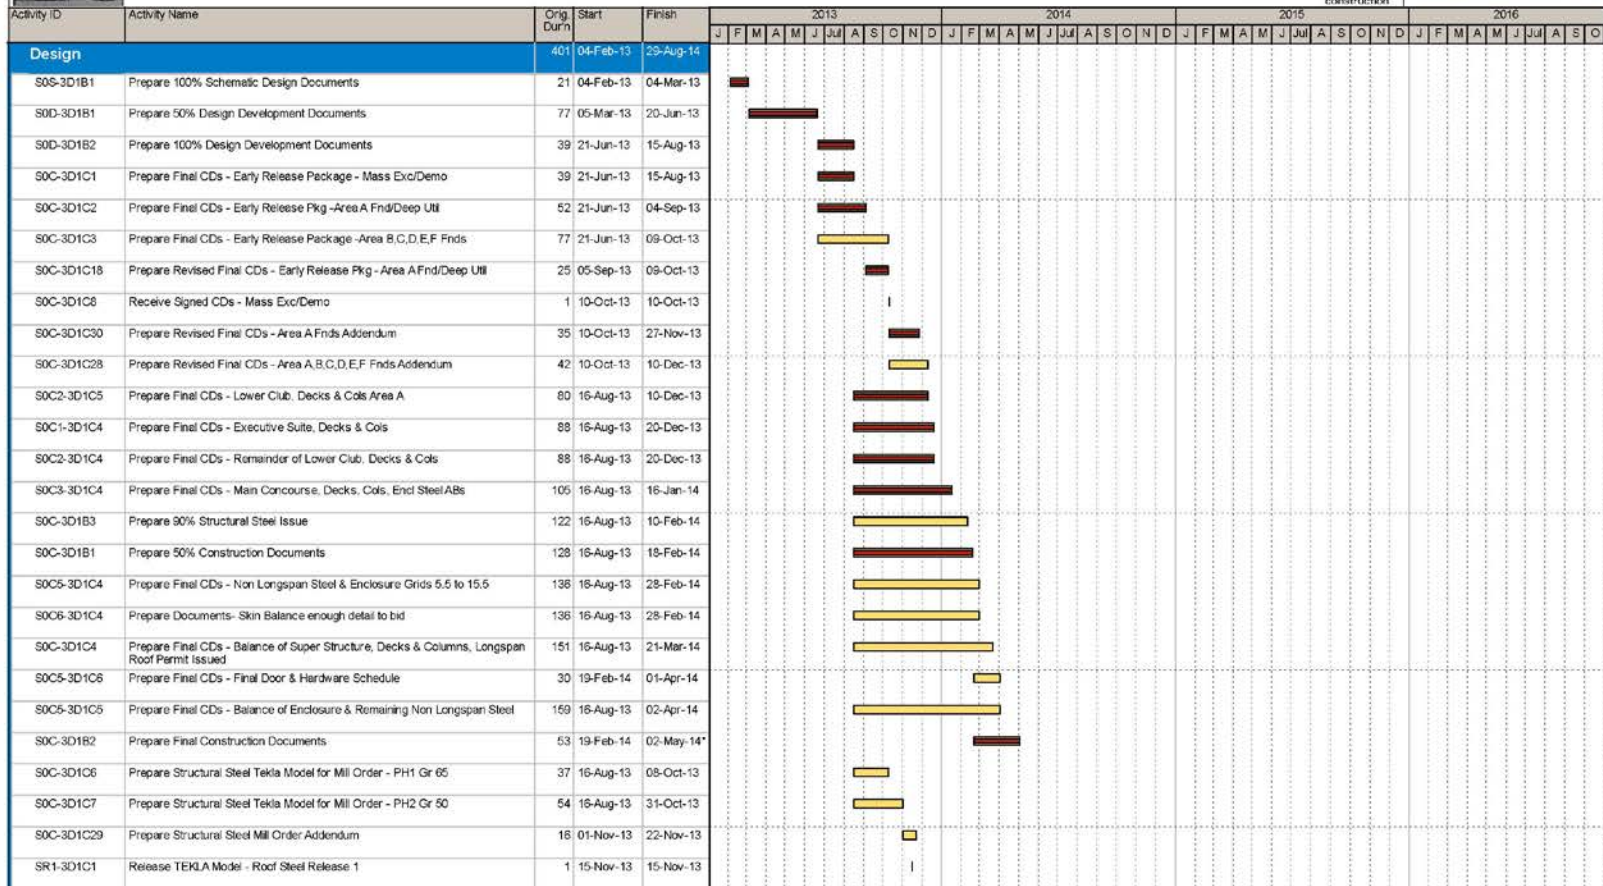 construction
Activity ID Activity Name Orig. Dur'n Start Finish 2013 2014 2015 2016
J F M A M J Jul A S O N D J F M A M J Jul A S O N D J F M A M J Jul A S O N D J F M A M J Jul A S O
Design 401 04-Feb-13 29-Aug-14
S0S-3D1B1 Prepare 100% Schematic Design Documents 21 04-Feb-13 04-Mar-13
S0D-3D1B1 Prepare 50% Design Development Documents 77 05-Mar-13 20-Jun-13
S0D-3D1B2 Prepare 100% Design Development Documents 39 21-Jun-13 15-Aug-13
S0C-3D1C1 Prepare Final CDs - Early Release Package - Mass Exc/Demo 39 21-Jun-13 15-Aug-13
S0C-3D1C2 Prepare Final CDs - Early Release Pkg -Area A Fnd/Deep Util 52 21-Jun-13 04-Sep-13
S0C-3D1C3 Prepare Final CDs - Early Release Package -Area B,C,D,E,F Fnds 77 21-Jun-13 09-Oct-13
S0C-3D1C18 Prepare Revised Final CDs - Early Release Pkg - Area A Fnd/Deep Util 25 05-Sep-13 09-Oct-13
S0C-3D1C8 Receive Signed CDs - Mass Exc/Demo 1 10-Oct-13 10-Oct-13
S0C-3D1C30 Prepare Revised Final CDs - Area A Fnds Addendum 35 10-Oct-13 27-Nov-13
S0C-3D1C28 Prepare Revised Final CDs - Area A,B,C,D,E,F Fnds Addendum 42 10-Oct-13 10-Dec-13
S0C2-3D1C5 Prepare Final CDs - Lower Club, Decks & Cols Area A 80 16-Aug-13 10-Dec-13
S0C1-3D1C4 Prepare Final CDs - Executive Suite, Decks & Cols 88 16-Aug-13 20-Dec-13
S0C2-3D1C4 Prepare Final CDs - Remainder of Lower Club, Decks & Cols 88 16-Aug-13 20-Dec-13
S0C3-3D1C4 Prepare Final CDs - Main Concourse, Decks, Cols, Encl Steel ABs 105 16-Aug-13 16-Jan-14
S0C-3D1B3 Prepare 90% Structural Steel Issue 122 16-Aug-13 10-Feb-14
S0C-3D1B1 Prepare 50% Construction Documents 128 16-Aug-13 18-Feb-14
S0C5-3D1C4 Prepare Final CDs - Non Longspan Steel & Enclosure Grids 5.5 to 15.5 136 16-Aug-13 28-Feb-14
S0C6-3D1C4 Prepare Documents- Skin Balance enough detail to bid 136 16-Aug-13 28-Feb-14
S0C-3D1C4 Prepare Final CDs - Balance of Super Structure, Decks & Columns, Longspan 151 16-Aug-13 21-Mar-14
Roof Permit Issued
S0C5-3D1C6 Prepare Final CDs - Final Door & Hardware Schedule 30 19-Feb-14 01-Apr-14
S0C5-3D1C5 Prepare Final CDs - Balance of Enclosure & Remaining Non Longspan Steel 159 16-Aug-13 02-Apr-14
S0C-3D1B2 Prepare Final Construction Documents 53 19-Feb-14 02-May-14*
S0C-3D1C6 Prepare Structural Steel Tekla Model for Mill Order - PH1 Gr 65 37 16-Aug-13 08-Oct-13
S0C-3D1C7 Prepare Structural Steel Tekla Model for Mill Order - PH2 Gr 50 54 16-Aug-13 31-Oct-13
S0C-3D1C29 Prepare Structural Steel Mill Order Addendum 16 01-Nov-13 22-Nov-13
SR1-3D1C1 Release TEKLA Model - Roof Steel Release 1 1 15-Nov-13 15-Nov-13